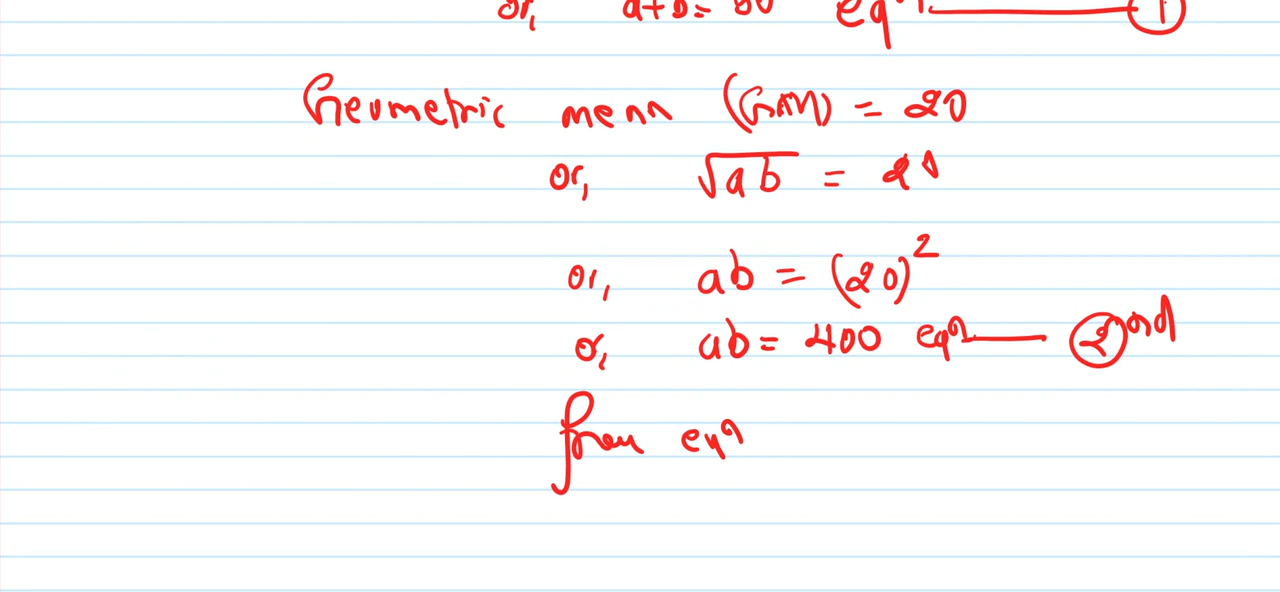 or, a+b= eqn. 1
Geometric mean (GM) = 20
or, √ab = 20
or, ab = (20)²
or, ab = 400 eqn 2nd
from eqn